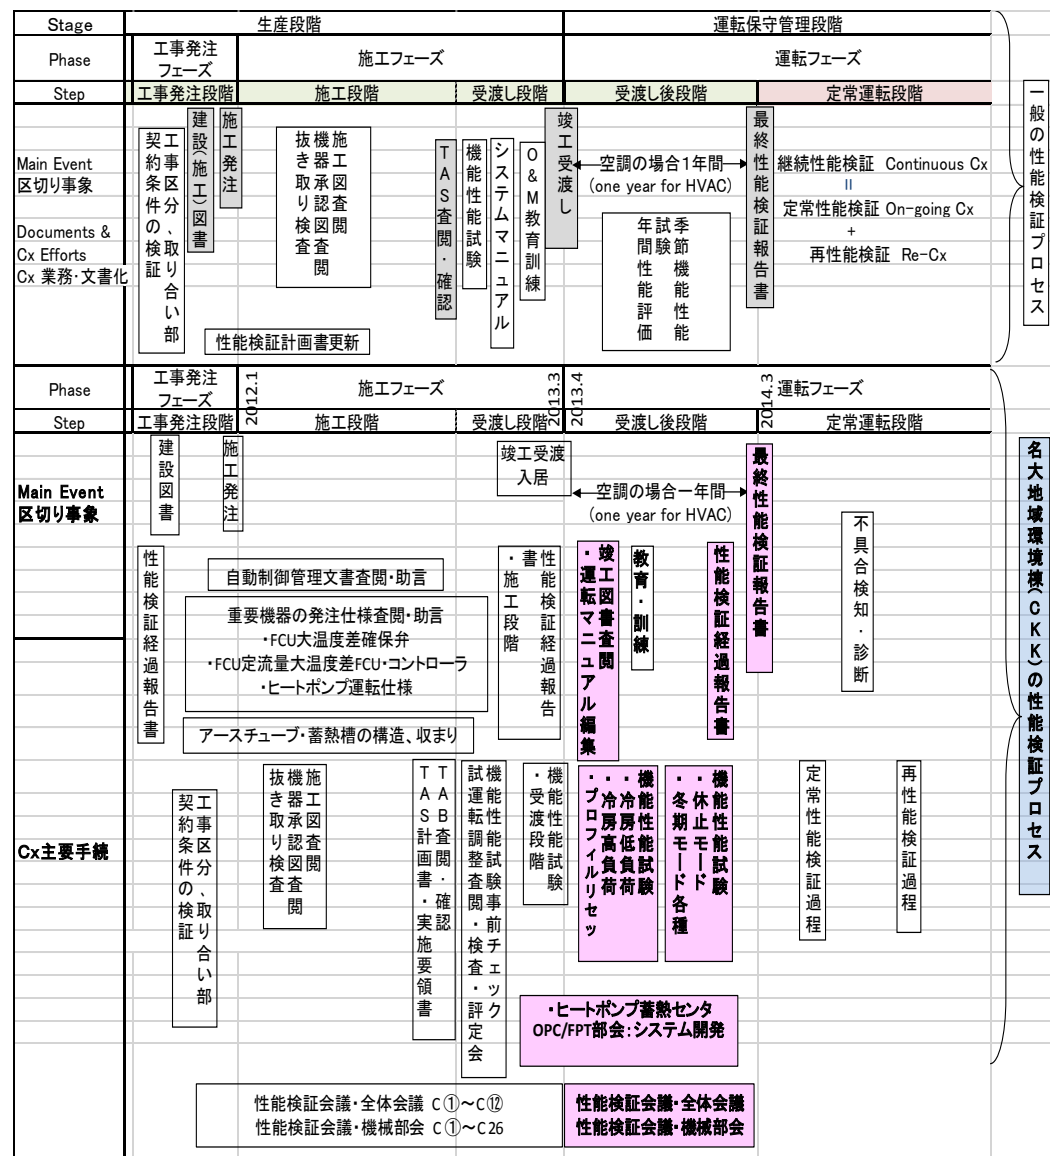 Stage
生産段階
運転保守管理段階
Phase
工事発注
フェーズ
施工フェーズ
運転フェーズ
Step
工事発注段階
施工段階
受渡し段階
受渡し後段階
定常運転段階
Main Event
区切り事象
Documents &
Cx Efforts
Cx 業務・文書化
工事区分、取り合い部
契約条件の検証
建設(施工)図書
施工発注
施工図査閲
機器承認図査閲
抜き取り検査
性能検証計画書更新
TAS査閲・確認
機能性能試験
システムマニュアル
O&M教育訓練
竣工受渡し
空調の場合1年間
(one year for HVAC)
季節機能性能
試験
年間性能評価
最終性能検証報告書
継続性能検証 Continuous Cx
=
定常性能検証 On-going Cx
+
再性能検証 Re-Cx
一般の性能検証プロセス
Phase
工事発注
フェーズ
2012.1
施工フェーズ
2013.3
2013.4
2014.3
運転フェーズ
Step
工事発注段階
施工段階
受渡し段階
受渡し後段階
定常運転段階
Main Event
区切り事象
建設図書
施工発注
竣工受渡
入居
空調の場合一年間
(one year for HVAC)
最終性能検証報告書
不具合検知・診断
性能検証経過報告書
自動制御管理文書査閲・助言
重要機器の発注仕様査閲・助言
・FCU大温度差確保弁
・FCU定流量大温度差FCU・コントローラ
・ヒートポンプ運転仕様
アースチューブ・蓄熱槽の構造、収まり
性能検証経過報告
書
・施工段階
竣工図書査閲
・運転マニュアル編集
教育・訓練
性能検証経過報告書
名大地域環境棟(CKK)の性能検証プロセス
Cx主要手続
工事区分、取り合い部
契約条件の検証
施工図査閲
機器承認図査閲
抜き取り検査
TAB査閲・確認
TAS計画書・実施要領書
機能性能試験事前チェック
試運転調整査閲・検査・評定会
機能性能試験
・受渡段階
機能性能試験
・冷房低負荷
・冷房高負荷
・プロフィルリセッ
機能性能試験
・休止モード
・冬期モード各種
定常性能検証過程
再性能検証過程
・ヒートポンプ蓄熱センタ
OPC/FPT部会：システム開発
性能検証会議・全体会議 C①～C⑫
性能検証会議・機械部会 C①～C26
性能検証会議・全体会議
性能検証会議・機械部会